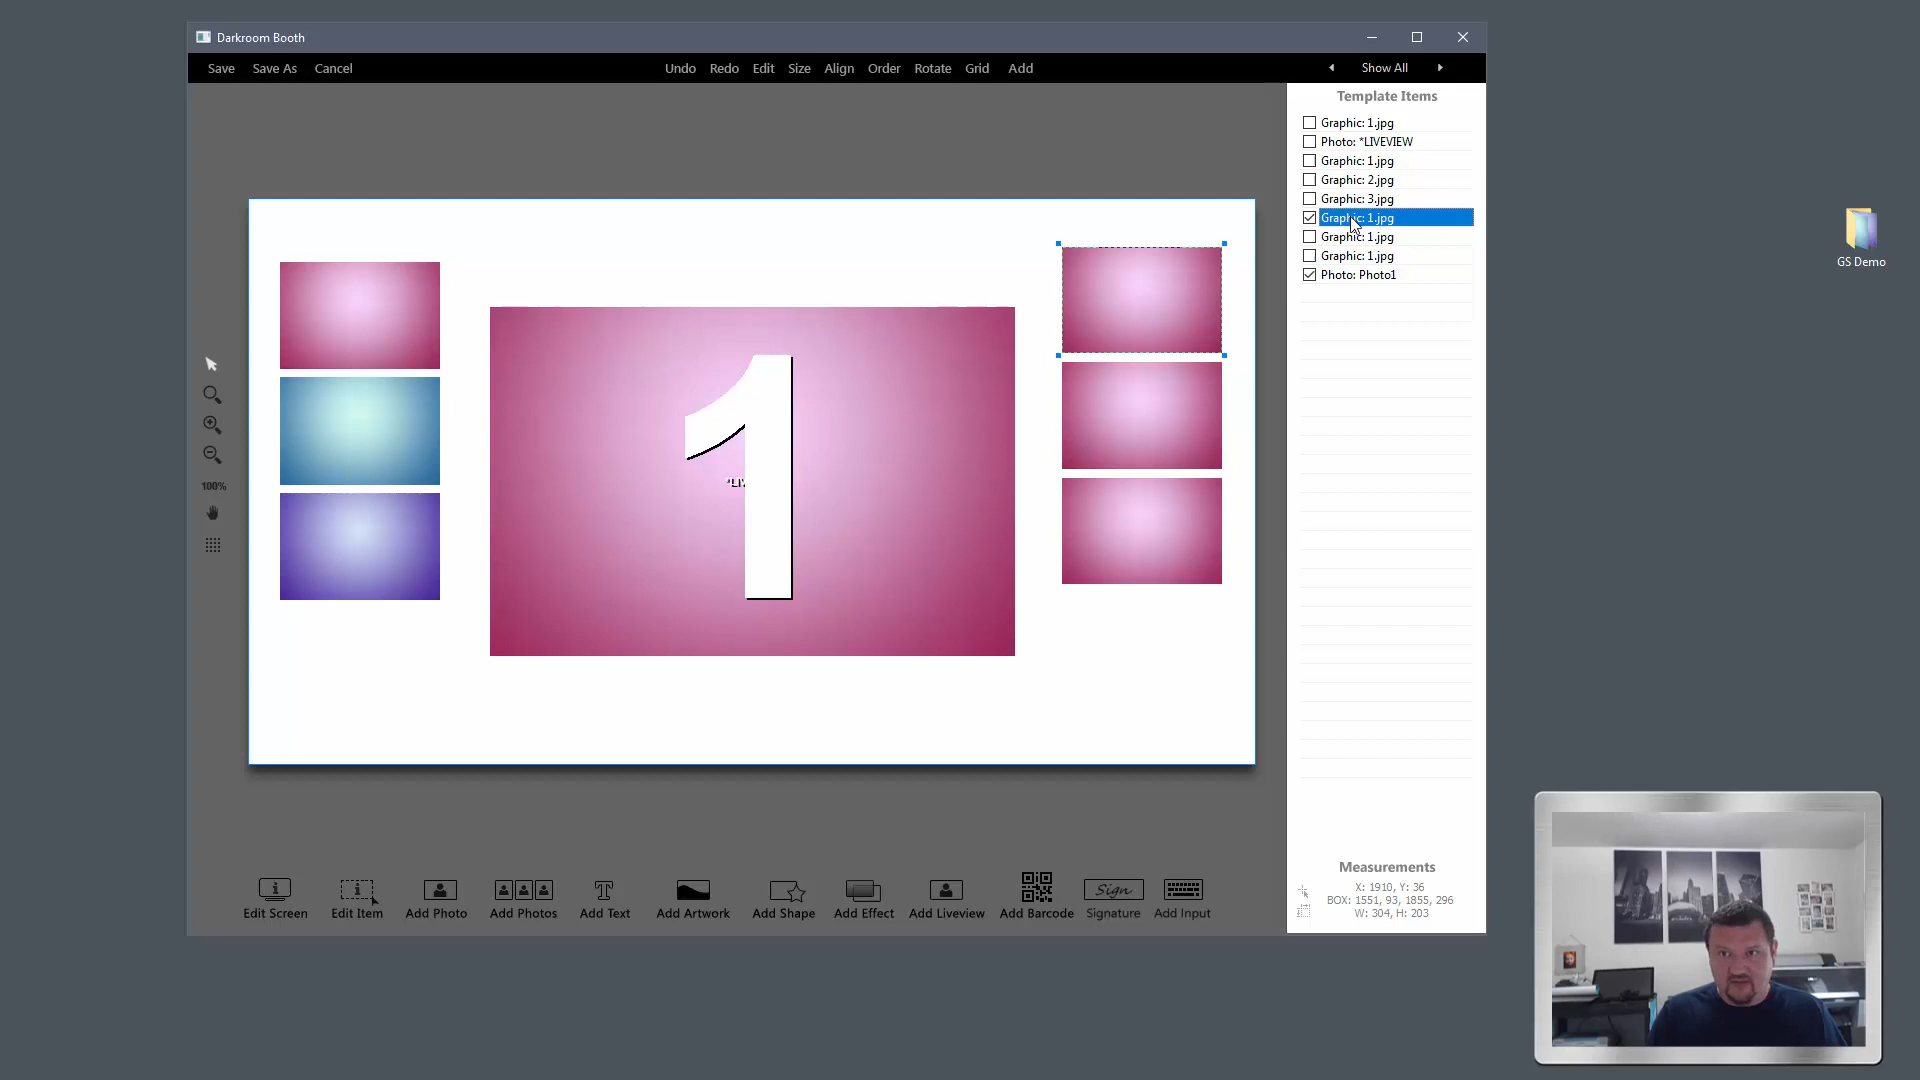 Darkroom Booth
Save Save As Cancel Undo Redo Edit Size Align Order Rotate Grid Add Show All
Template Items
Graphic: 1.jpg
Photo: *LIVEVIEW
Graphic: 1.jpg
Graphic: 2.jpg
Graphic: 3.jpg
Graphic: 1.jpg
Graphic: 1.jpg
Graphic: 1.jpg
Photo: Photo1
GS Demo
1
*LIV
100%
Measurements
X: 1910, Y: 36
BOX: 1551, 93, 1855, 296
W: 304, H: 203
Sign
Edit Screen Edit Item Add Photo Add Photos Add Text Add Artwork Add Shape Add Effect Add Liveview Add Barcode Signature Add Input